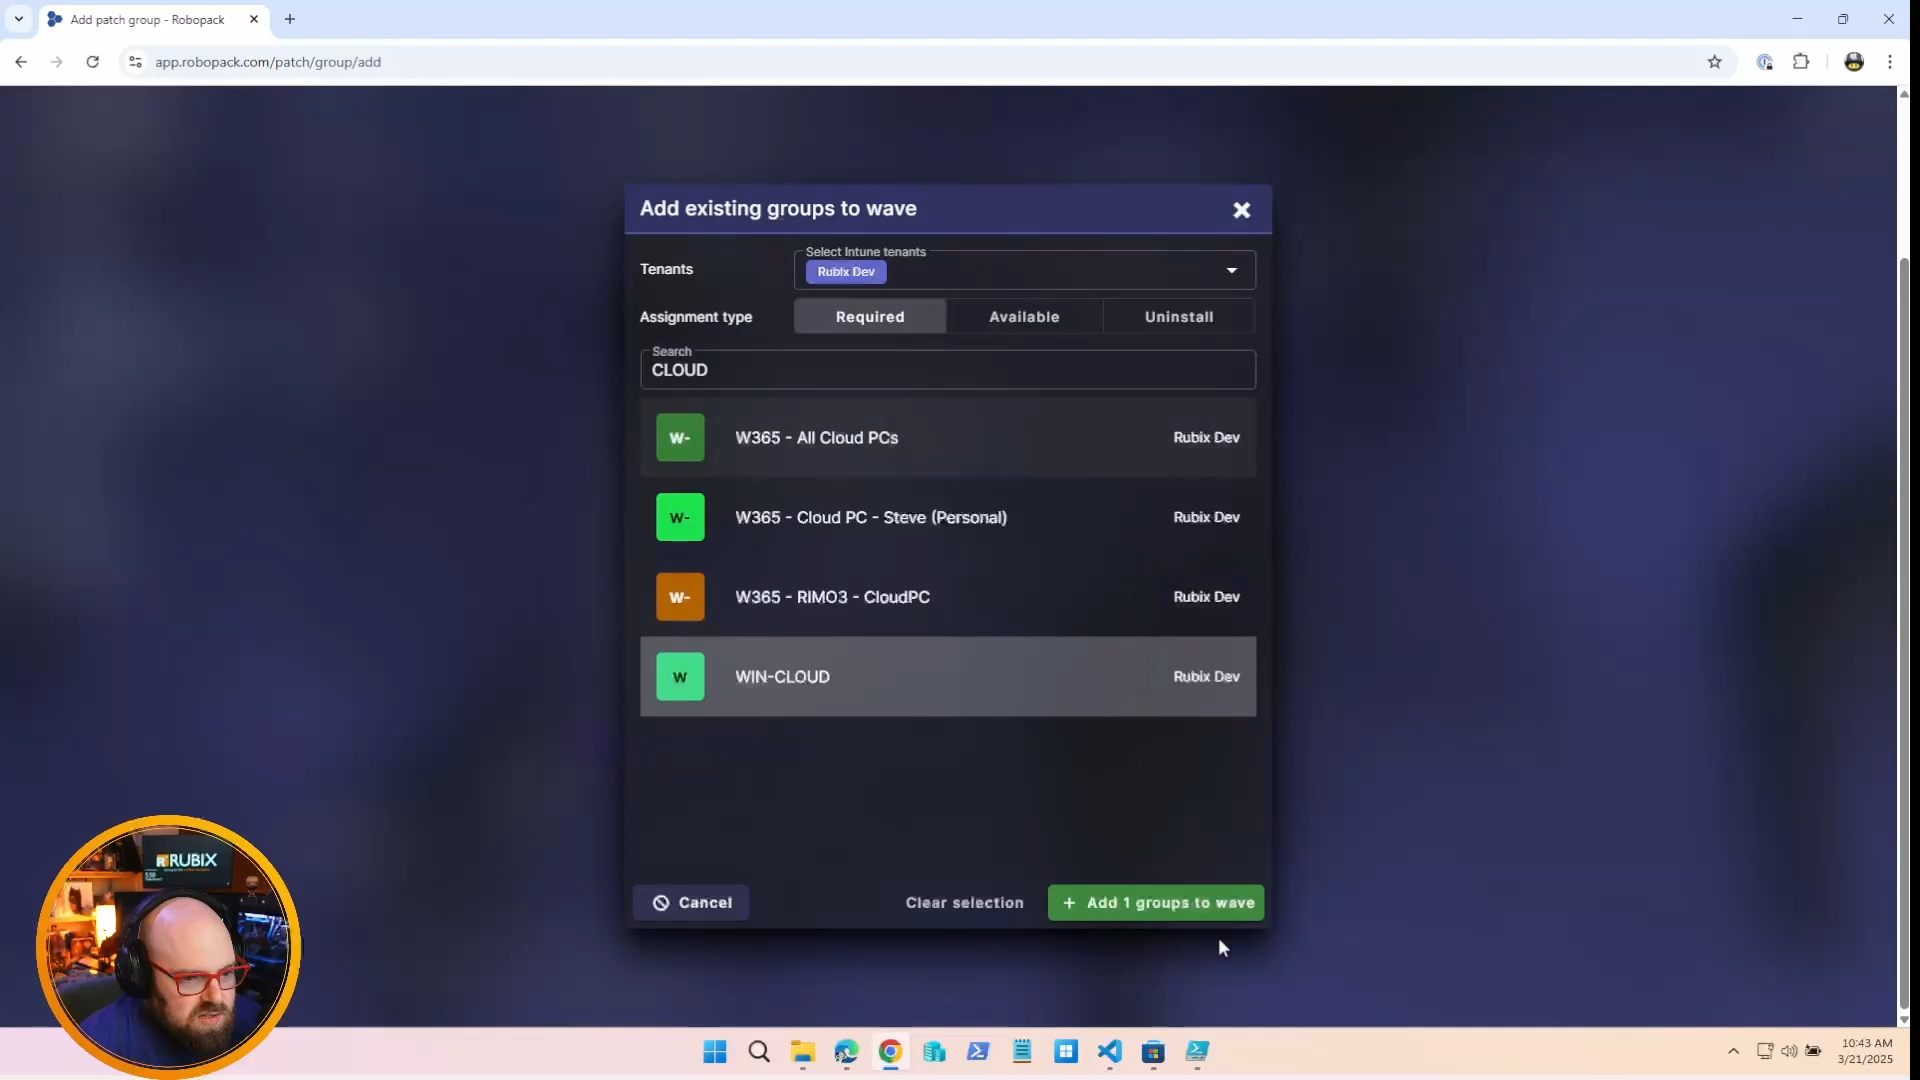 Add patch group - Robopack
app.robopack.com/patch/group/add
Add existing groups to wave
Select Intune tenants
Tenants
Rubix Dev
Assignment type
Required
Available
Uninstall
Search
CLOUD
W-
W365 - All Cloud PCs
Rubix Dev
W-
W365 - Cloud PC - Steve (Personal)
Rubix Dev
W-
W365 - RIMO3 - CloudPC
Rubix Dev
W
WIN-CLOUD
Rubix Dev
Cancel
Clear selection
+ Add 1 groups to wave
RUBIX
10:43 AM
3/21/2025